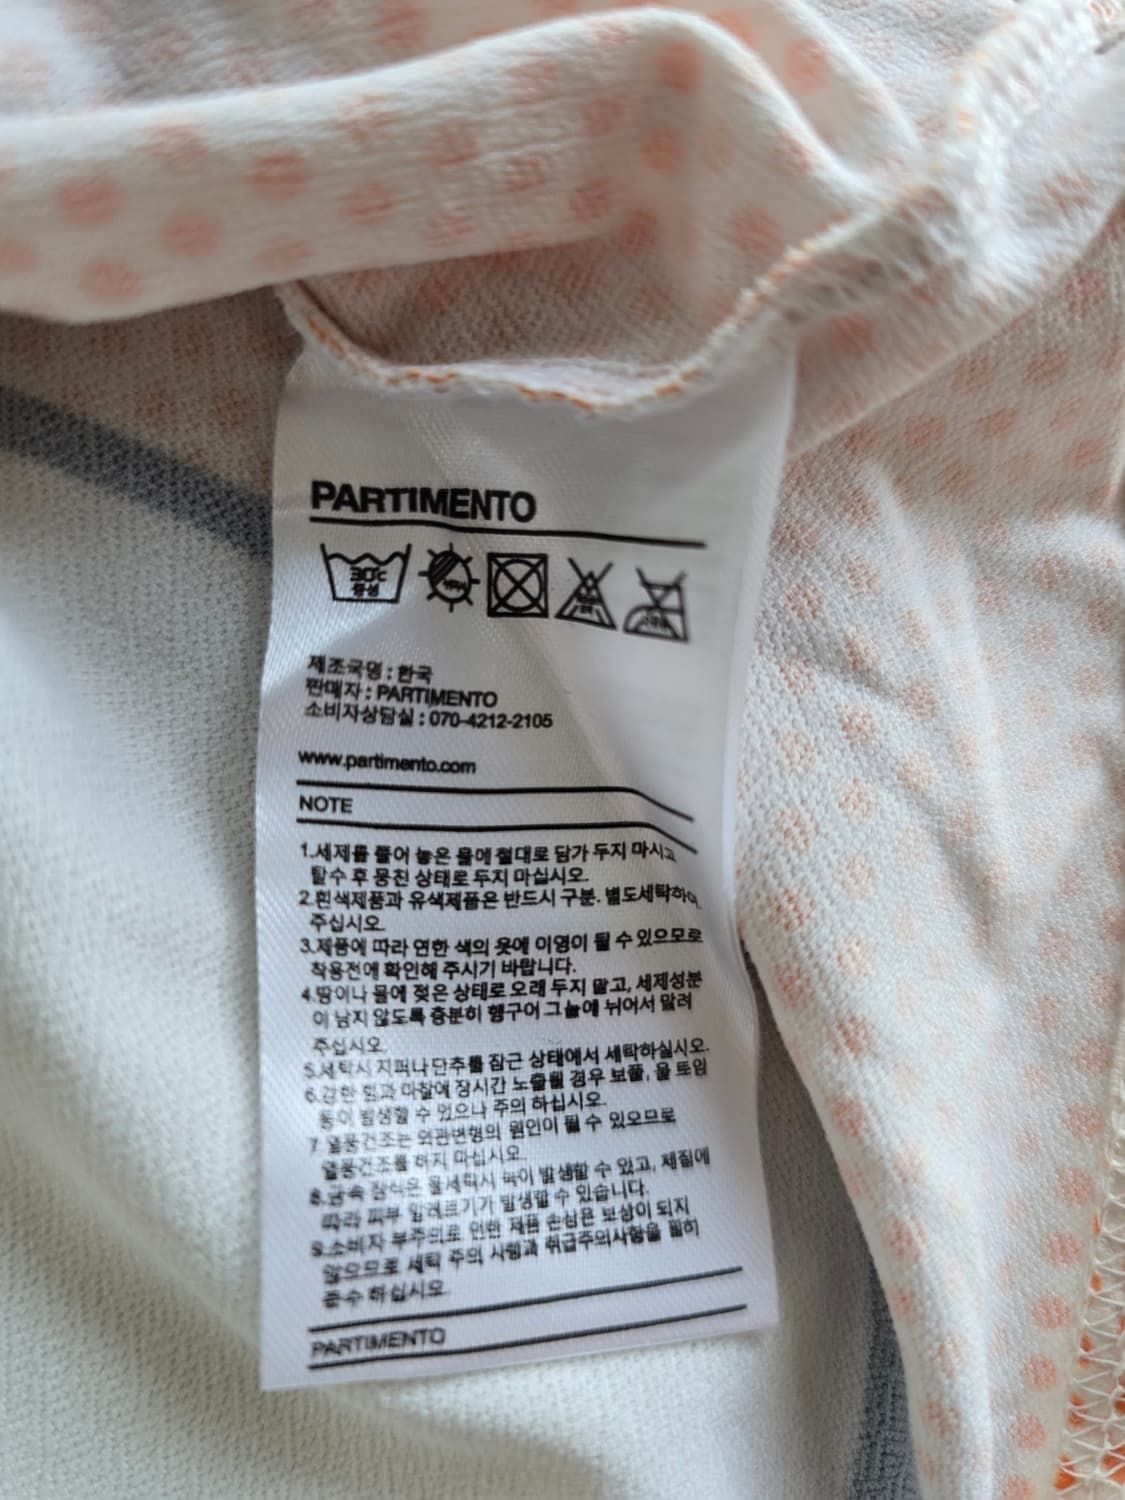 PARTIMENTO
30℃
중성
제조국명 : 한국
판매자 : PARTIMENTO
소비자상담실 : 070-4212-2105
www.partimento.com
NOTE
1.세제를 풀어 놓은 물에 절대로 담가 두지 마시고
탈수 후 뭉친 상태로 두지 마십시오.
2.흰색제품과 유색제품은 반드시 구분. 별도세탁하여
주십시오.
3.제품에 따라 연한 색의 옷에 이염이 될 수 있으므로
착용전에 확인해 주시기 바랍니다.
4.땀이나 물에 젖은 상태로 오래 두지 말고, 세제성분
이 남지 않도록 충분히 헹구어 그늘에 뉘어서 말려
주십시오.
5.세탁시 지퍼나 단추를 잠근 상태에서 세탁하실시오.
6.강한 힘과 마찰에 장시간 노출될 경우 보풀, 올 트임
등이 발생할 수 있으나 주의 하십시오.
7 열풍건조는 외관변형의 원인이 될 수 있으므로
열풍건조를 하지 마십시오.
8.금속 장식은 물세탁시 녹이 발생할 수 있고, 체질에
따라 피부 알레르기가 발생할 수 있습니다.
9.소비자 부주의로 인한 제품 손상은 보상이 되지
않으므로 세탁 주의 사항과 취급주의사항을 필히
준수 하십시오.
PARTIMENTO